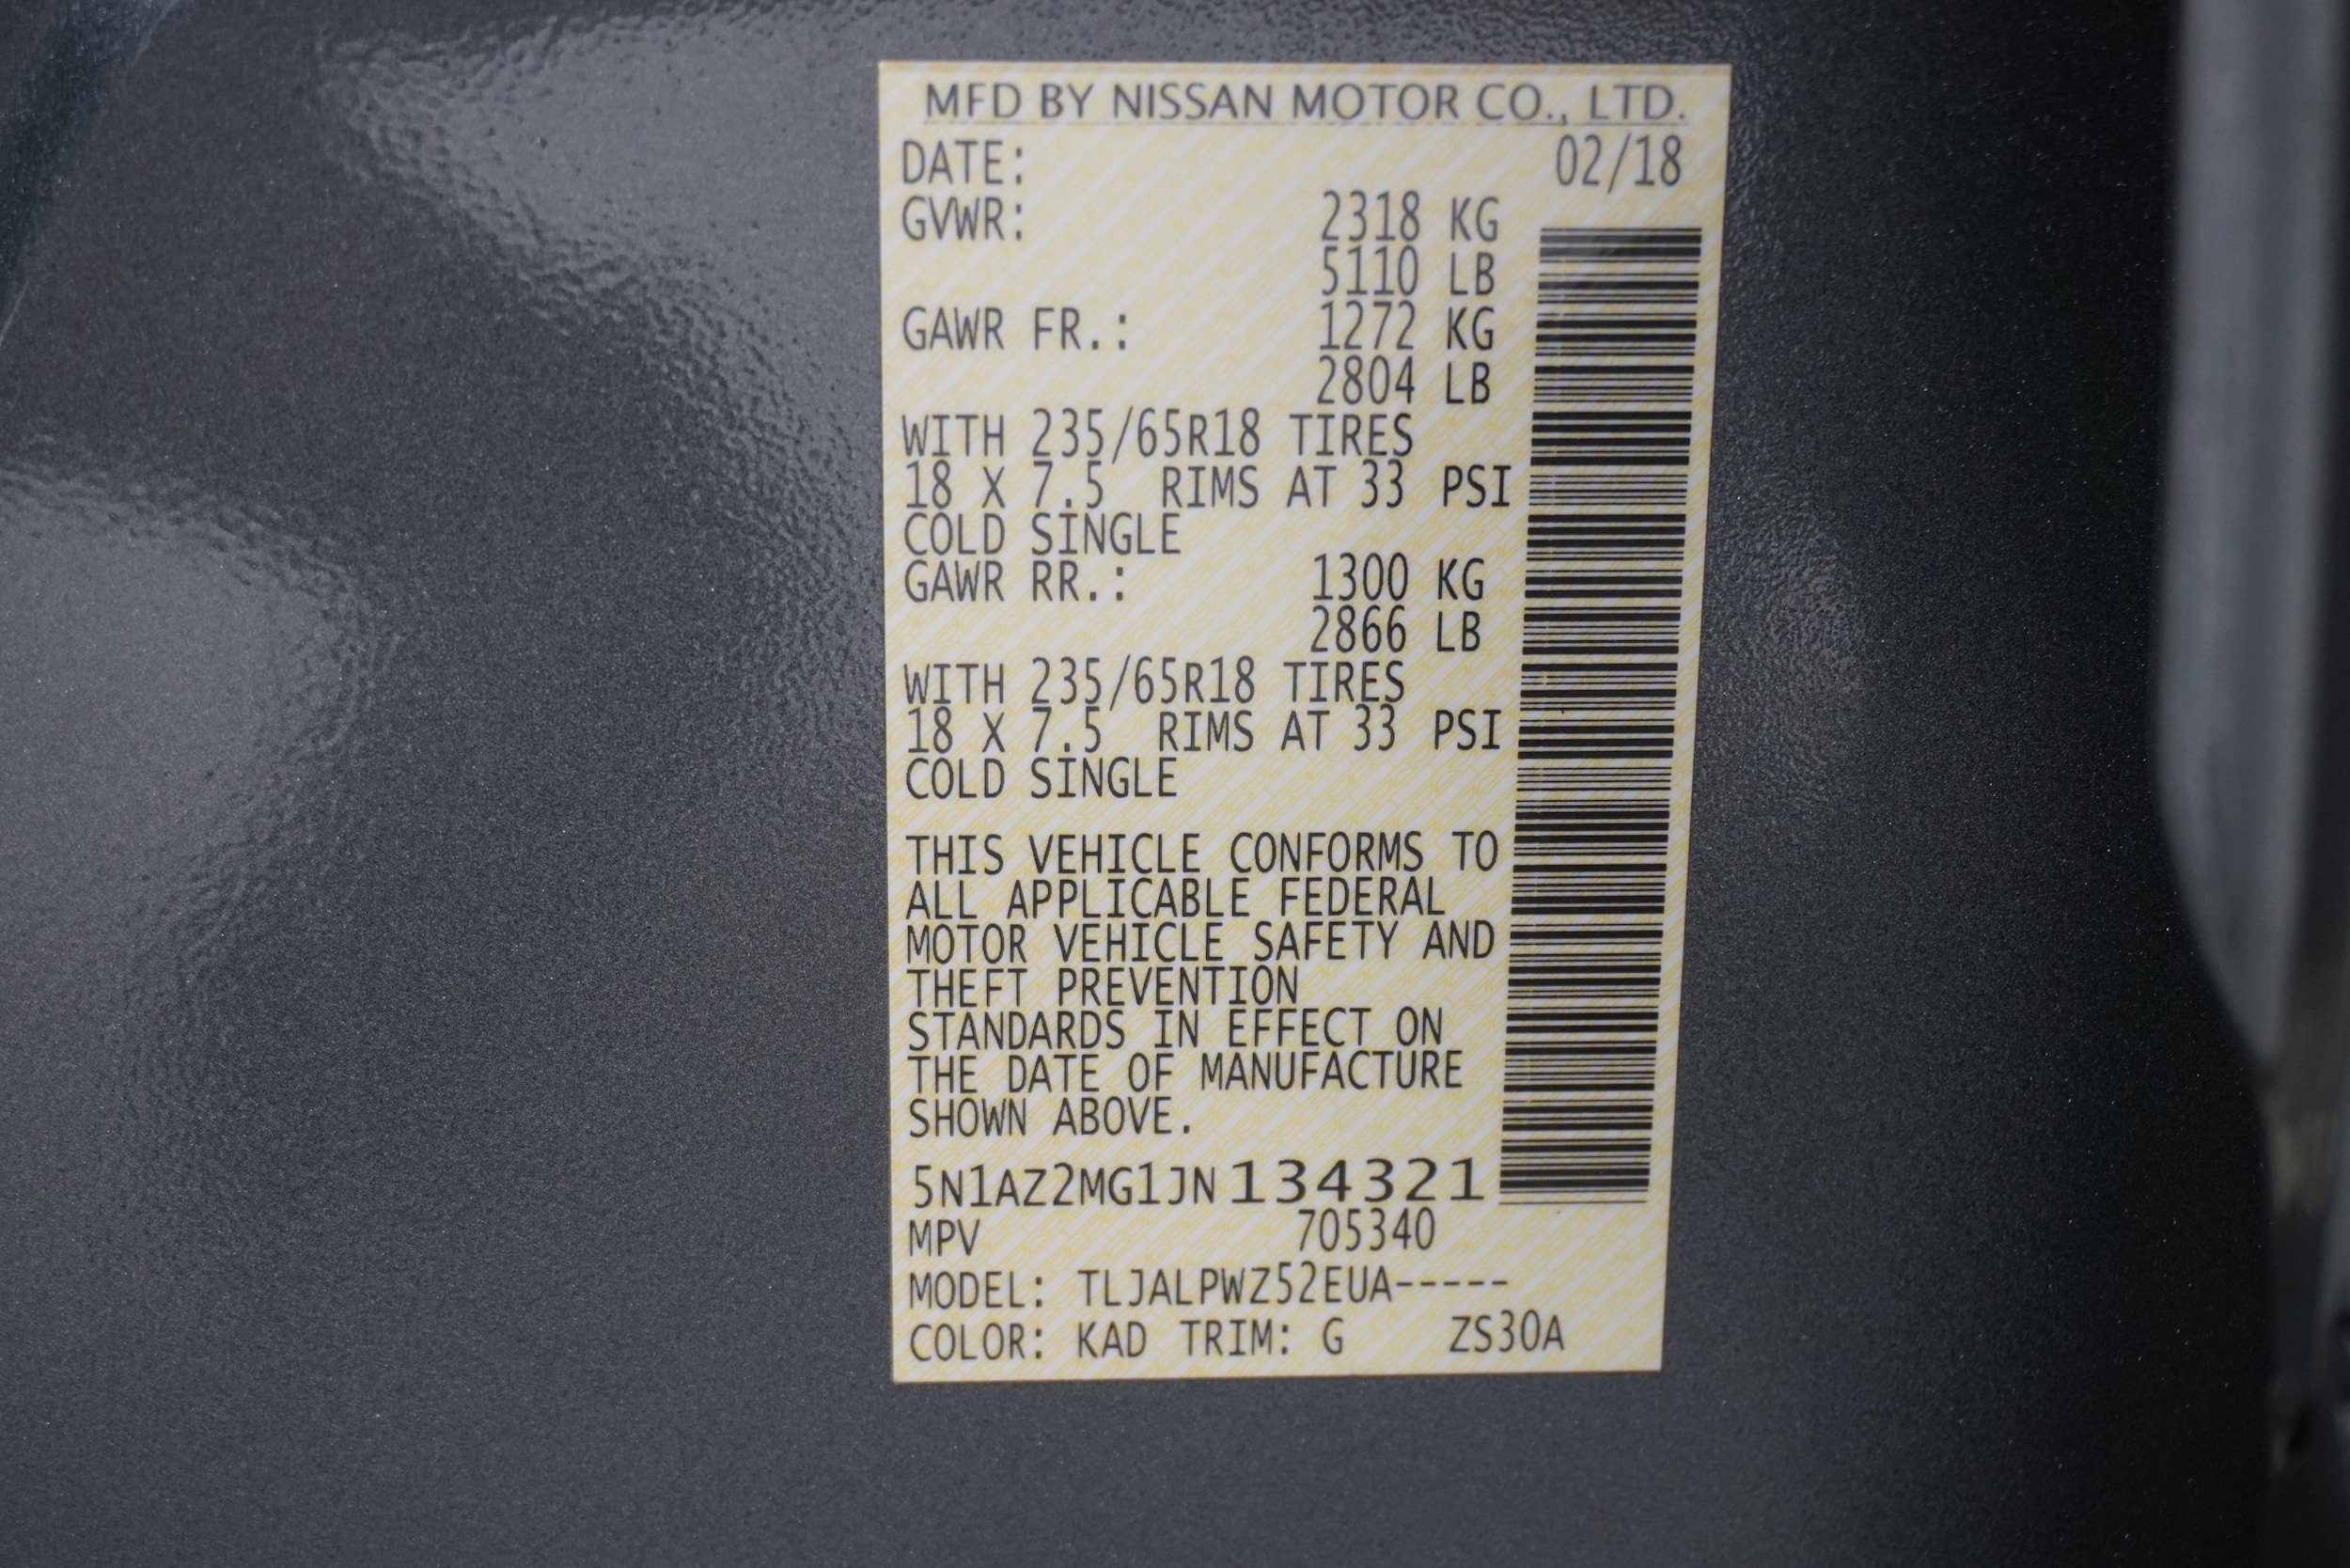 MFD BY NISSAN MOTOR CO., LTD.
DATE: 02/18
GVWR: 2318 KG
5110 LB
GAWR FR.: 1272 KG
2804 LB
WITH 235/65R18 TIRES
18 X 7.5 RIMS AT 33 PSI
COLD SINGLE
GAWR RR.: 1300 KG
2866 LB
WITH 235/65R18 TIRES
18 X 7.5 RIMS AT 33 PSI
COLD SINGLE
THIS VEHICLE CONFORMS TO
ALL APPLICABLE FEDERAL
MOTOR VEHICLE SAFETY AND
THEFT PREVENTION
STANDARDS IN EFFECT ON
THE DATE OF MANUFACTURE
SHOWN ABOVE.
5N1AZ2MG1JN134321
MPV 705340
MODEL: TLJALPWZ52EUA-----
COLOR: KAD TRIM: G ZS30A